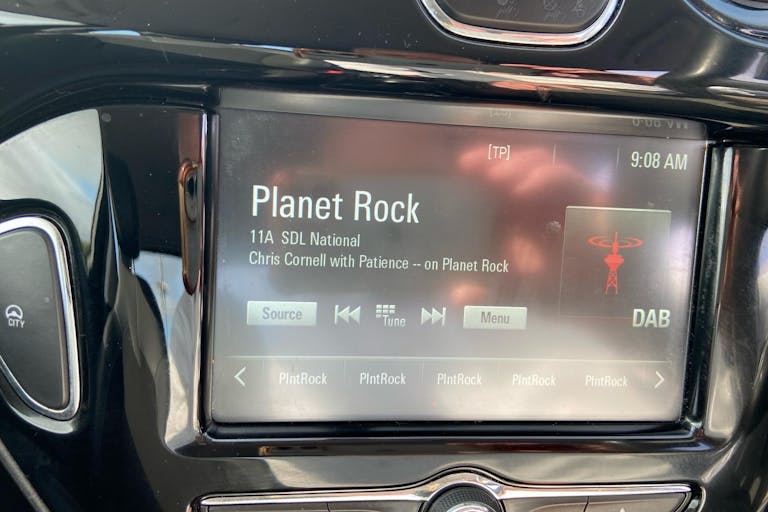 [TP]
9:08 AM
Planet Rock
11A SDL National
Chris Cornell with Patience -- on Planet Rock
Source
Tune
Menu
DAB
PlntRock
PlntRock
PlntRock
PlntRock
PlntRock
CITY